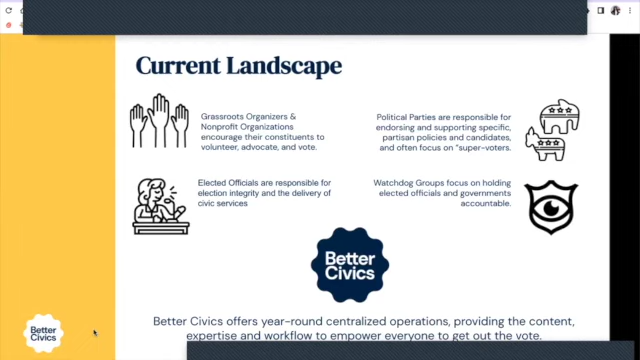 Current Landscape
Grassroots Organizers &
Nonprofit Organizations
encourage their constituents to
volunteer, advocate, and vote.
Political Parties are responsible for
endorsing and supporting specific,
partisan policies and candidates,
and often focus on "super-voters.
Elected Officials are responsible for
election integrity and the delivery of
civic services
Watchdog Groups focus on holding
elected officials and governments
accountable.
Better
Civics
Better Civics offers year-round centralized operations, providing the content,
expertise and workflow to empower everyone to get out the vote.
Better
Civics